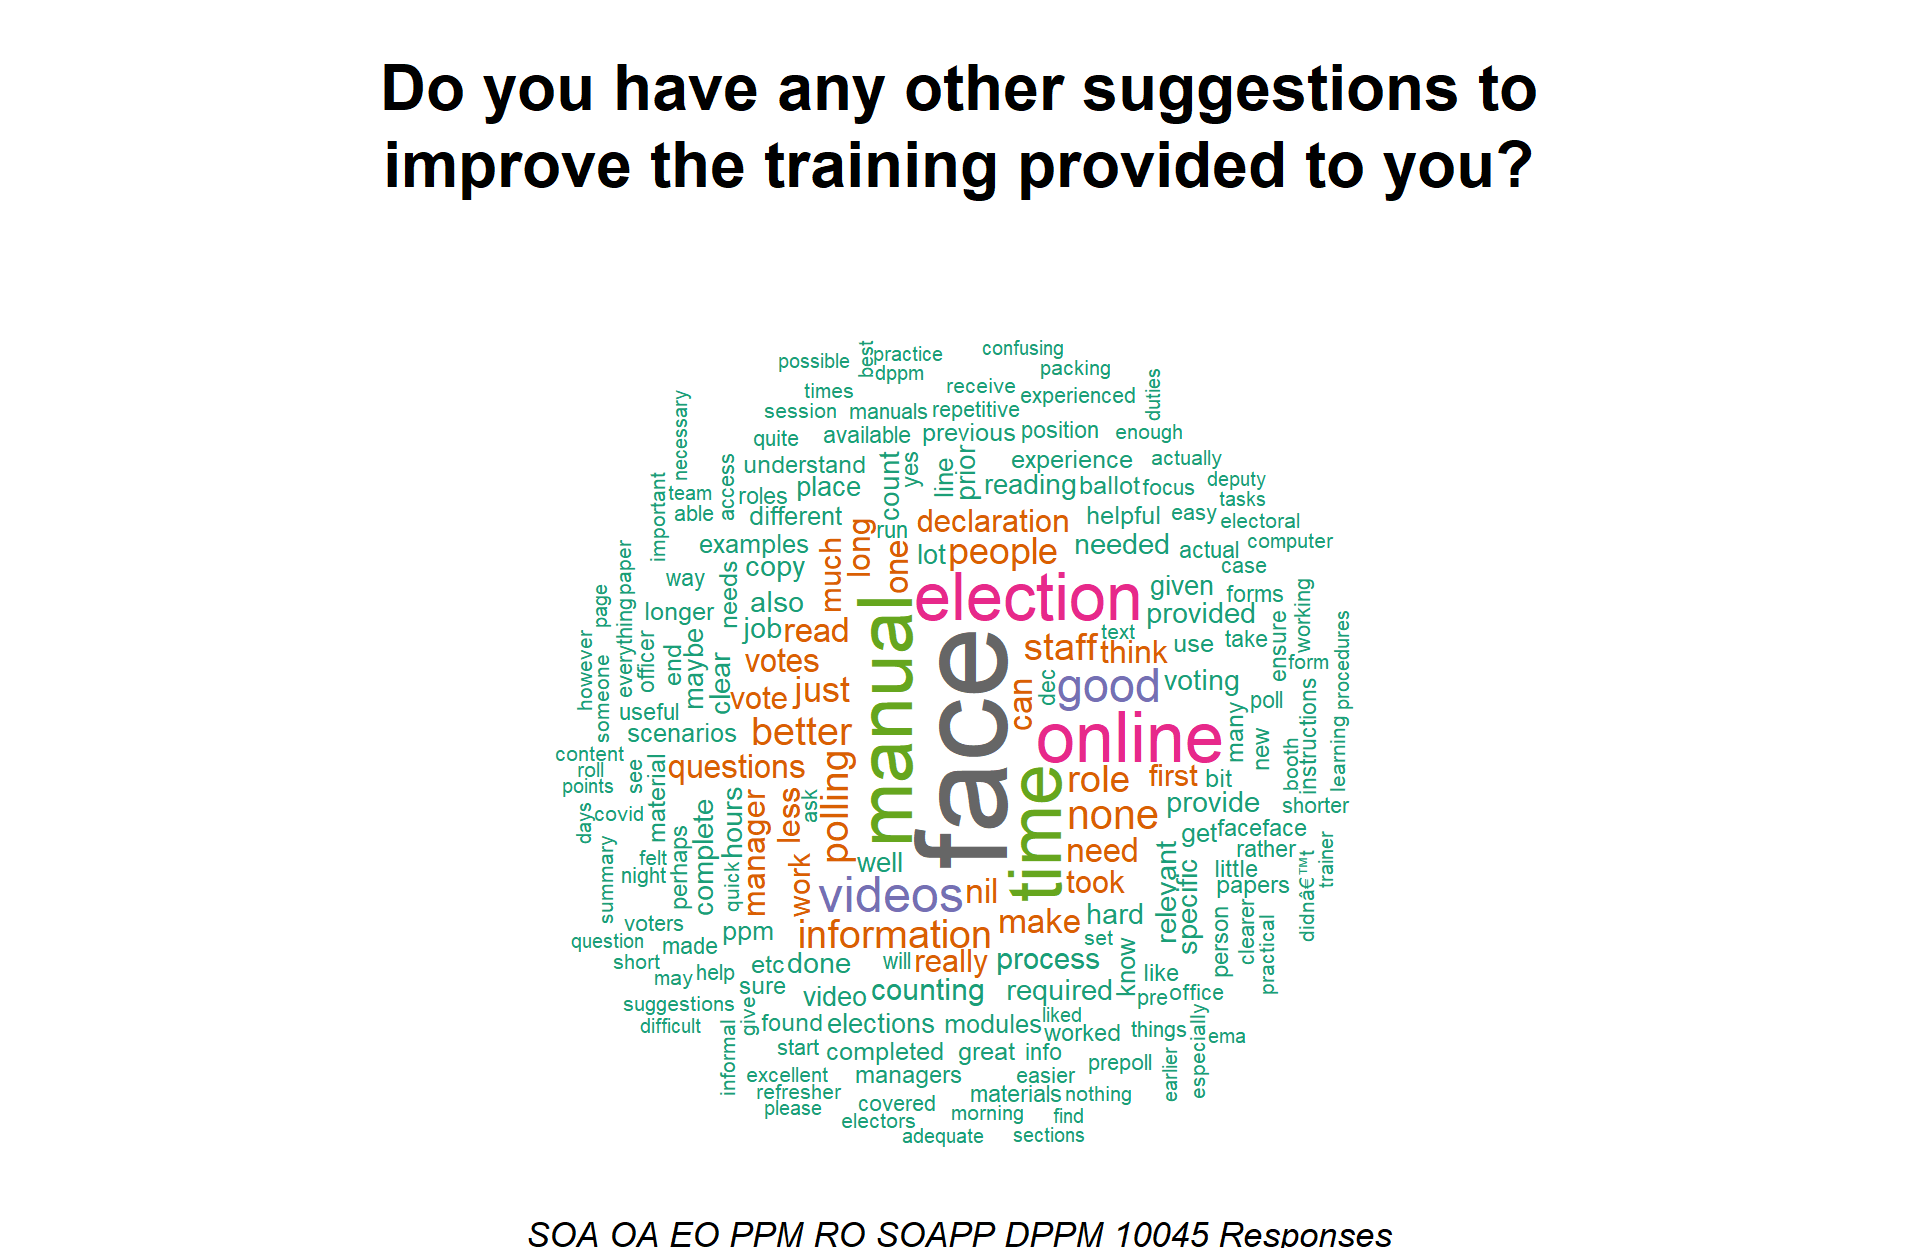 Do you have any other suggestions to
improve the training provided to you?
possible
best
practice
confusing
dppm
packing
times
receive
experienced
duties
necessary
session
manuals
repetitive
quite
available
previous
position
enough
understand
count
yes
line
prior
experience
actually
important
team
access
roles
place
reading
ballot
focus
deputy
tasks
able
different
run
declaration
helpful
easy
electoral
examples
much
long
one
lot
people
needed
actual
computer
case
paper
way
needs
copy
election
given
forms
working
page
everything
longer
also
provided
job
read
manual
face
text
staff
think
use
take
ensure
form
procedures
however
someone
officer
end
maybe
clear
votes
vote
just
can
dec
good
voting
poll
useful
scenarios
better
online
many
new
booth
instructions
learning
content
roll
points
see
material
questions
polling
time
role
first
bit
shorter
days
covid
complete
hours
manager
less
ask
none
provide
get
faceface
rather
trainer
summary
felt
night
perhaps
quick
work
well
need
little
papers
relevant
specific
videos
nil
took
didnâ€™t
voters
question
made
ppm
information
make
hard
set
person
clearer
practical
short
may
help
etc
done
will
really
process
know
like
sure
video
counting
required
pre
office
suggestions
difficult
give
found
elections
modules
liked
worked
things
especially
ema
informal
start
completed
great
info
prepoll
earlier
excellent
managers
easier
refresher
materials
nothing
please
covered
morning
find
electors
adequate
sections
SOA OA EO PPM RO SOAPP DPPM 10045 Responses